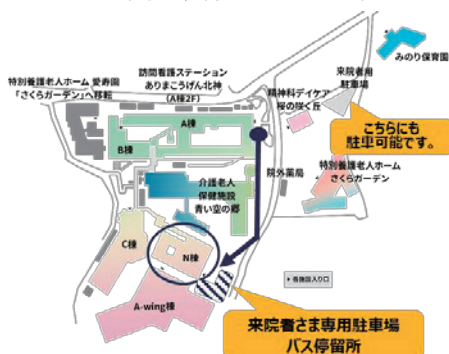 みのり保育園
来院者用
駐車場
訪問看護ステーション
ありまこうげん北神
(A棟2F)
特別養護老人ホーム 愛寿園
「さくらガーデン」へ移転
精神科デイケア
桜の咲く丘
A棟
こちらにも
駐車可能です。
B棟
特別養護老人ホーム
さくらガーデン
院外薬局
介護老人
保健施設
青い空の郷
C棟
N棟
A-wing棟
各施設入り口
来院者さま専用駐車場
バス停留所